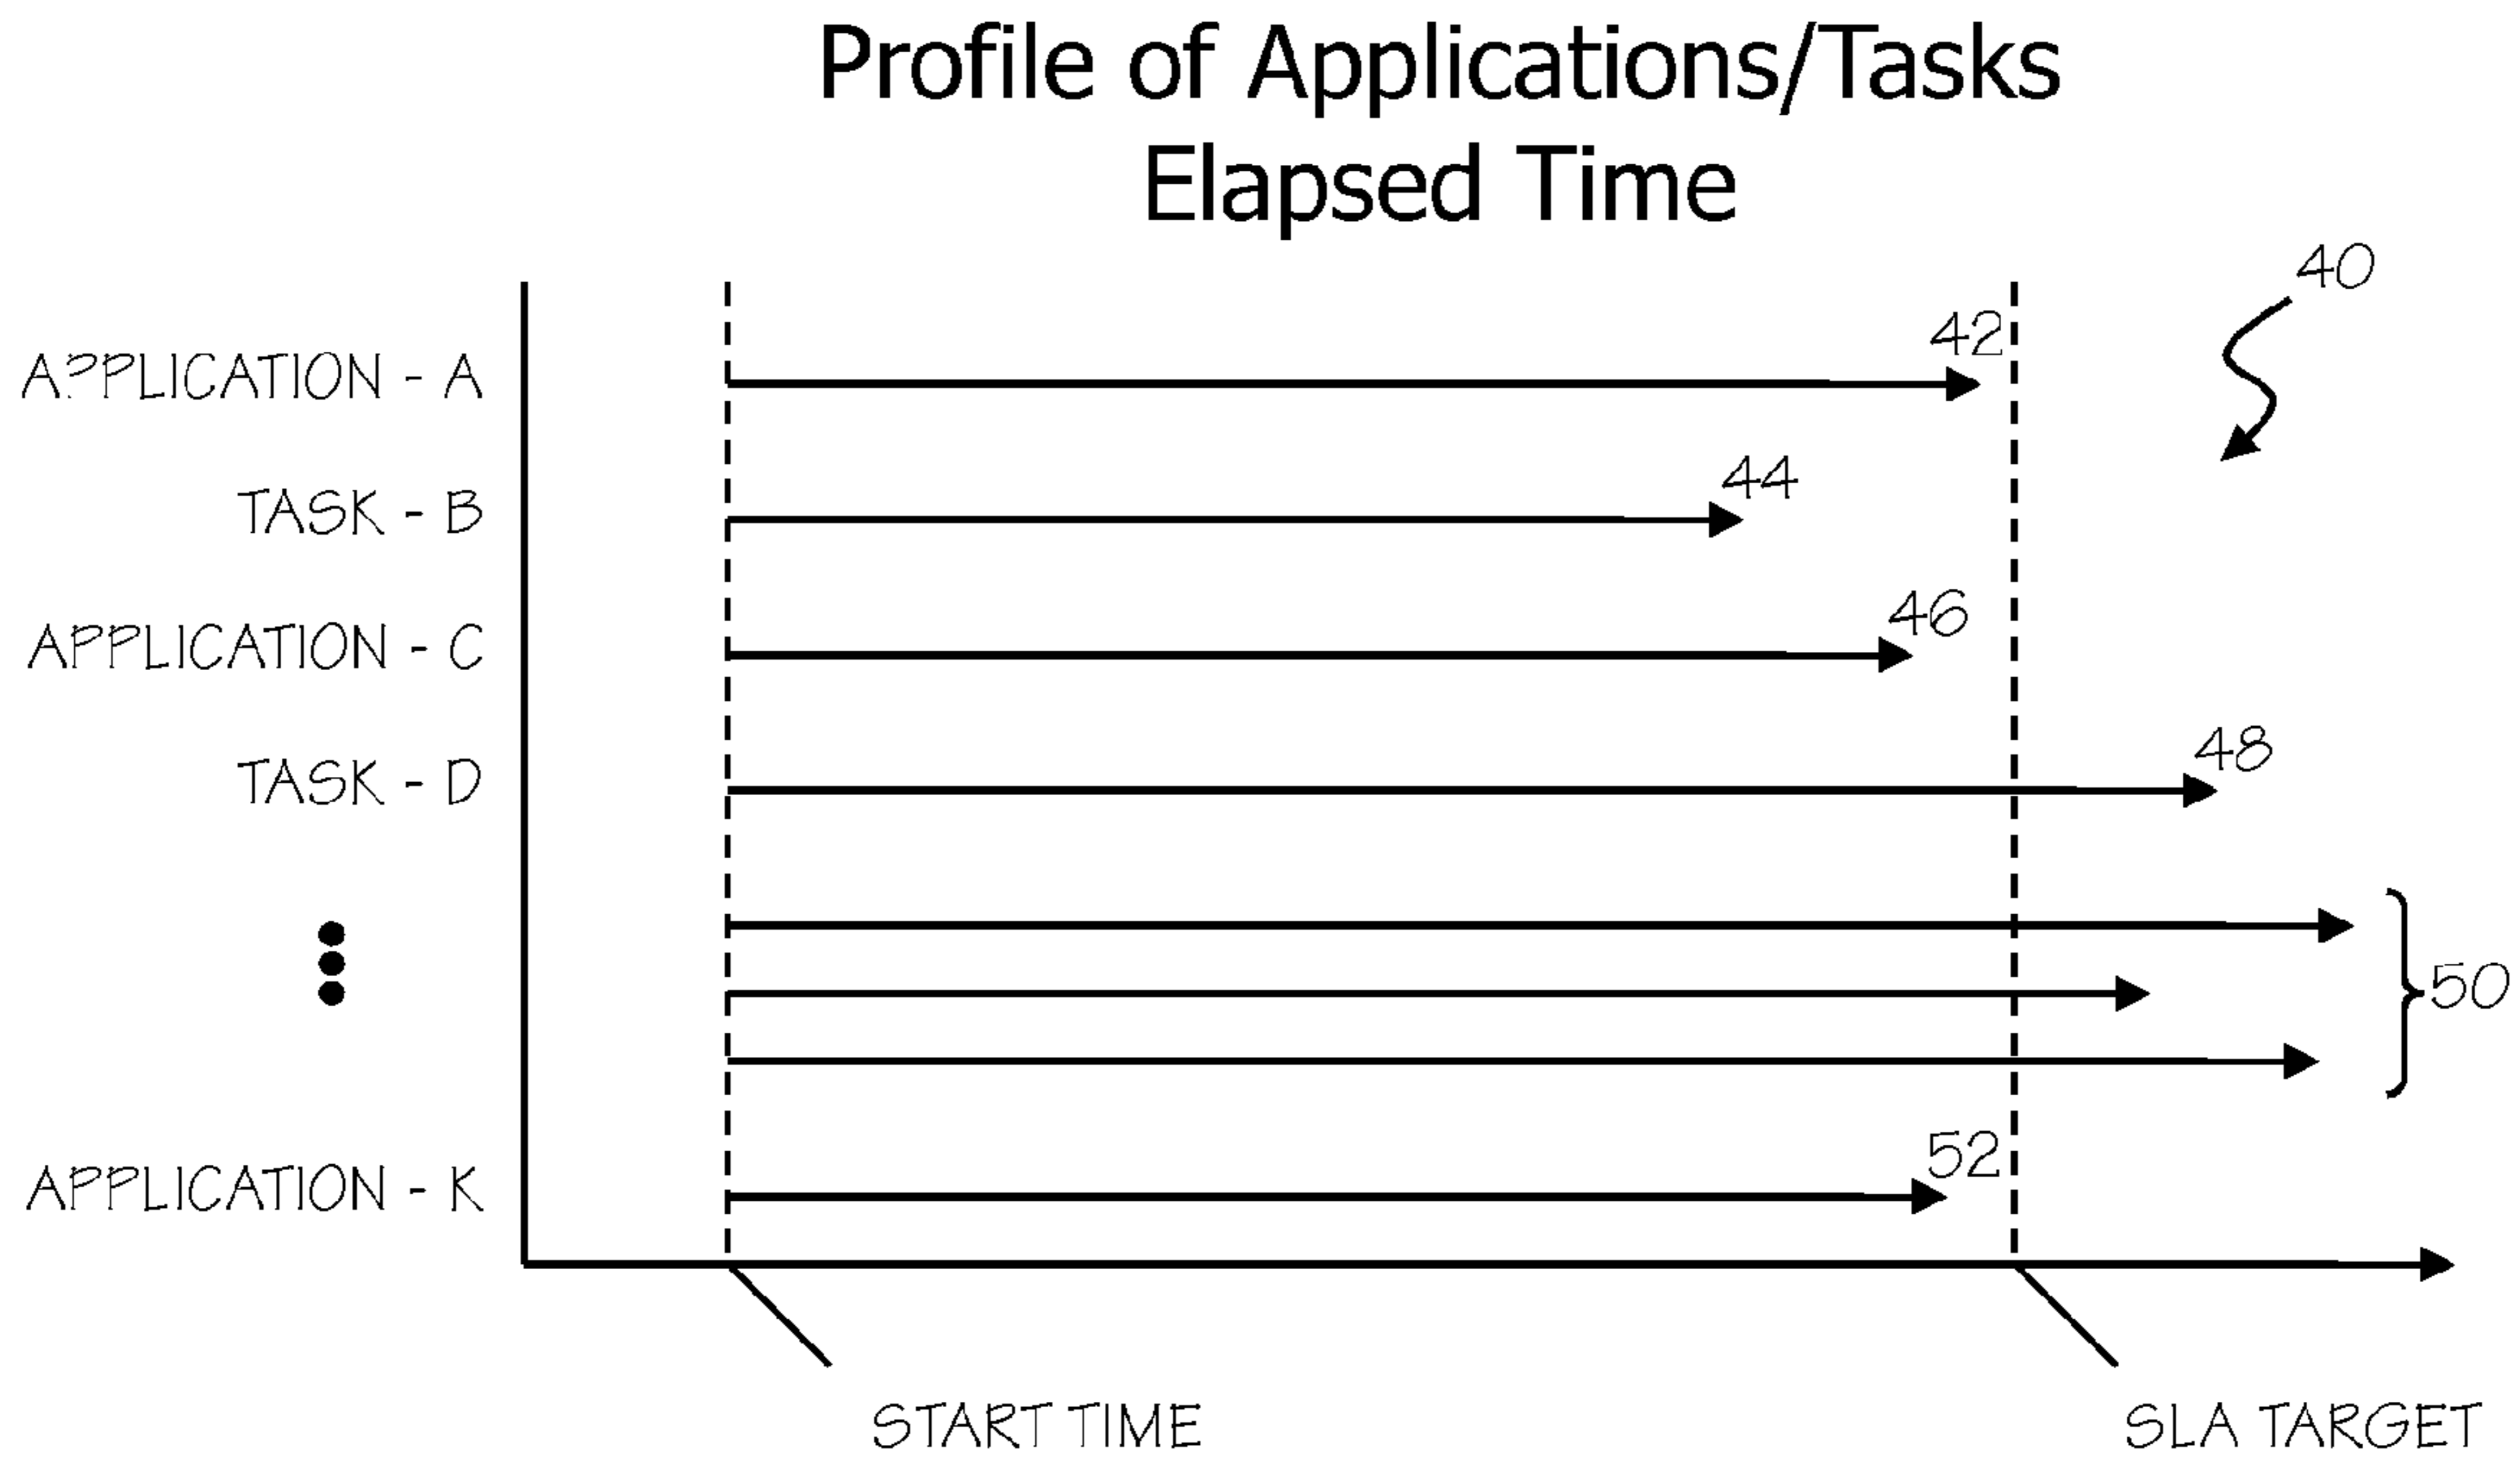 Profile of Applications/Tasks
Elapsed Time
40
42
APPLICATION - A
44
TASK - B
46
APPLICATION - C
48
TASK - D
50
52
APPLICATION - K
START TIME
SLA TARGET